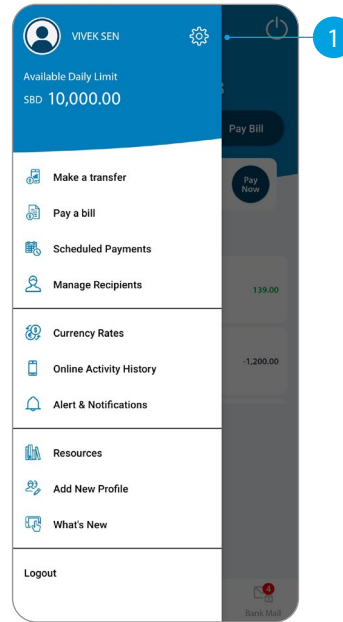 VIVEK SEN
1
Available Daily Limit
SBD 10,000.00
Pay Bill
Make a transfer
Pay Now
Pay a bill
Scheduled Payments
Manage Recipients
139.00
Currency Rates
Online Activity History
-1,200.00
Alert & Notifications
Resources
Add New Profile
What's New
Logout
4
Bank Mail